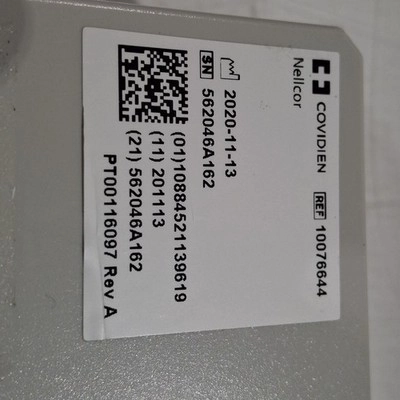 COVIDIEN
Nellcor
REF 10076644
2020-11-13
SN 562046A162
(01)10884521139619
(11) 201113
(21) 562046A162
PT00116097 Rev A